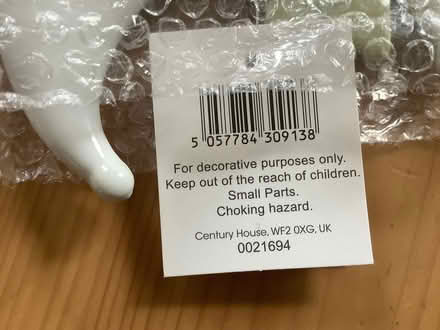 5 057784 309138
For decorative purposes only.
Keep out of the reach of children.
Small Parts.
Choking hazard.
Century House, WF2 0XG, UK
0021694